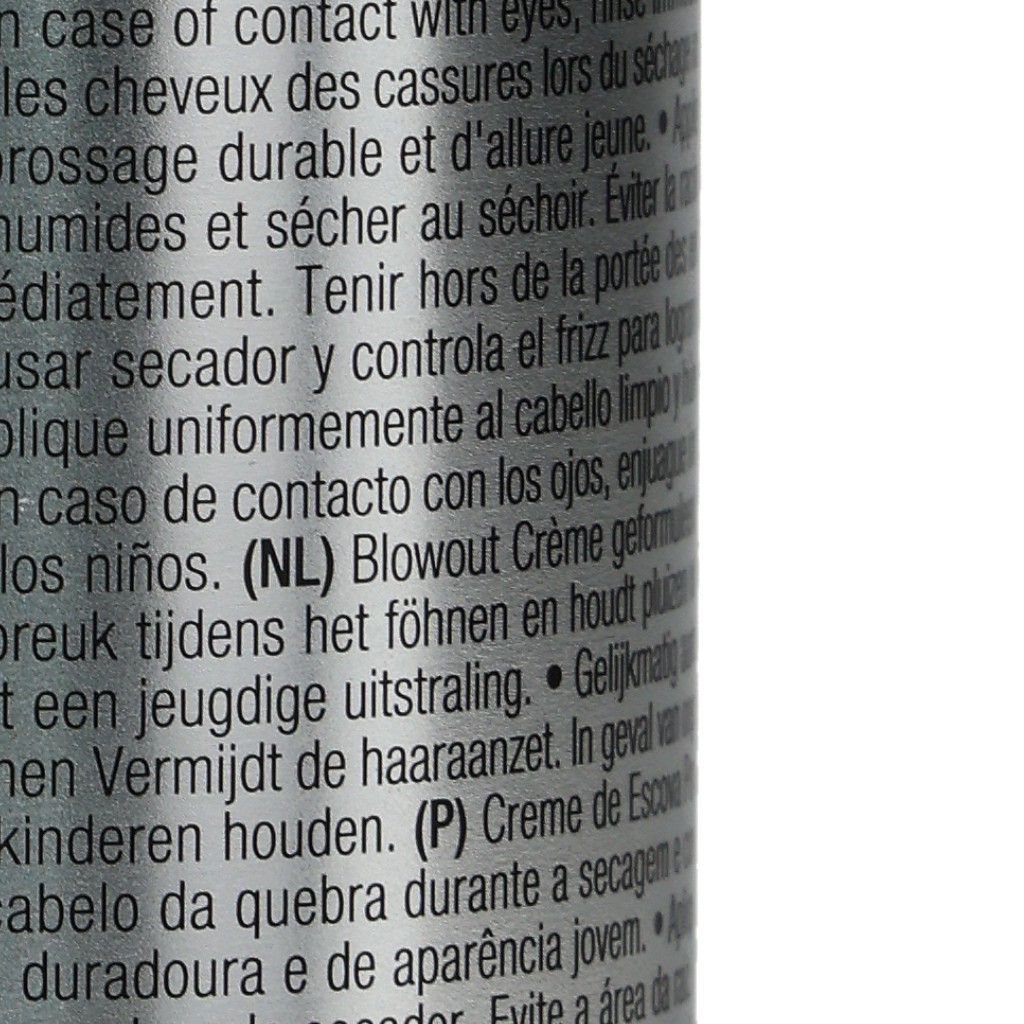 case of contact with eyes, rinse
les cheveux des cassures lors du séchage
brossage durable et d'allure jeune. •
humides et sécher au séchoir. Éviter la
édiatement. Tenir hors de la portée des
usar secador y controla el frizz para
plique uniformemente al cabello limpio y
n caso de contacto con los ojos, enjuague
los niños. (NL) Blowout Crème
breuk tijdens het föhnen en houdt
t een jeugdige uitstraling. • Gelijkmatig
nen Vermijdt de haaraanzet. In geval van
kinderen houden. (P) Creme de Escova
cabelo da quebra durante a secagem e
duradoura e de aparência jovem. •
secador. Evite a área da